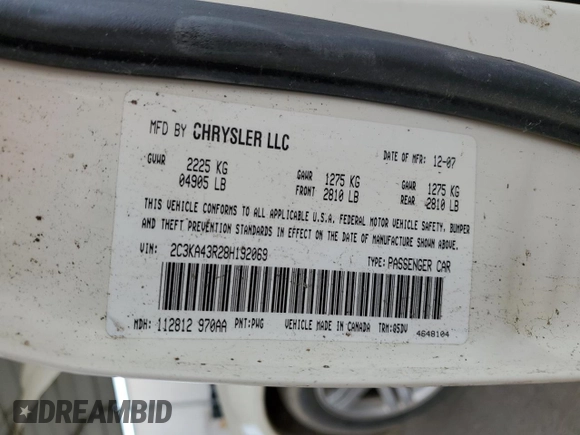 MFD BY CHRYSLER LLC
DATE OF MFR: 12-07
GVWR 2225 KG
04905 LB
GAWR FRONT 1275 KG
2810 LB
GAWR REAR 1275 KG
2810 LB
THIS VEHICLE CONFORMS TO ALL APPLICABLE U.S.A. FEDERAL MOTOR VEHICLE SAFETY, BUMPER
AND THEFT PREVENTION STANDARDS IN EFFECT ON THE DATE OF MANUFACTURE SHOWN ABOVE.
VIN: 2C3KA43R28H192069 TYPE: PASSENGER CAR
MDH: 112812 970AA PNT: PWG VEHICLE MADE IN CANADA TRM: G5DV 4648104
DREAMBID